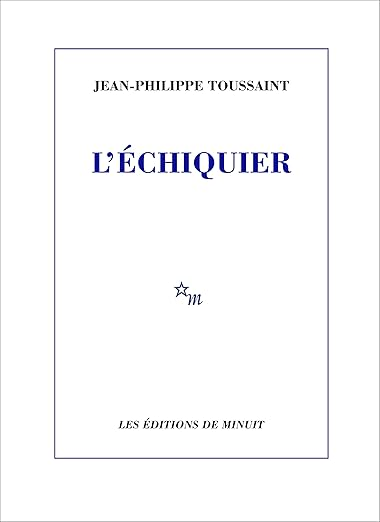 JEAN-PHILIPPE TOUSSAINT
L'ÉCHIQUIER
m
LES ÉDITIONS DE MINUIT